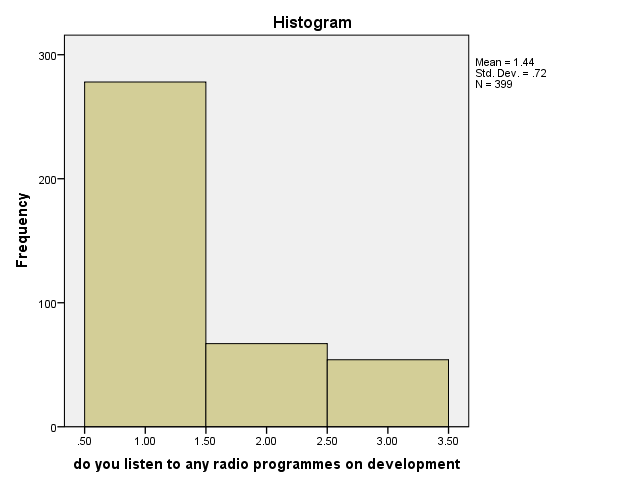 Histogram
Mean = 1.44
Std. Dev. = .72
N = 399
Frequency
300
200
100
0
.50 1.00 1.50 2.00 2.50 3.00 3.50
do you listen to any radio programmes on development